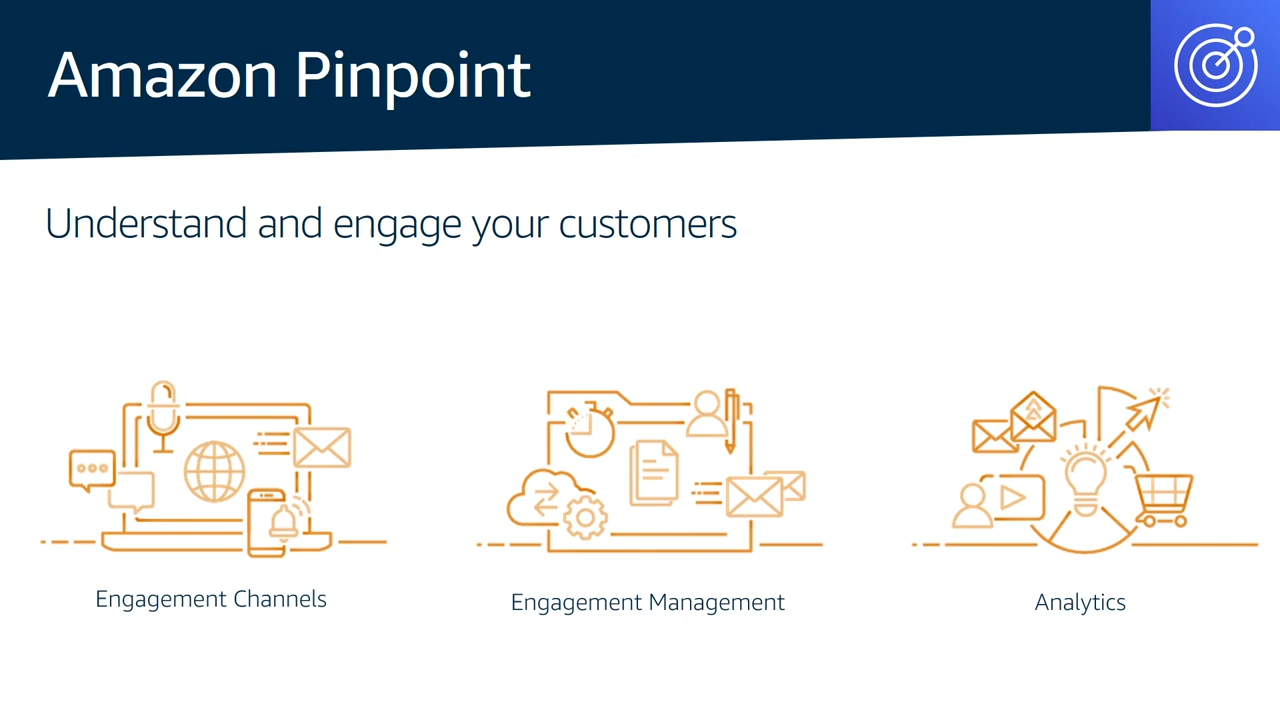 Amazon Pinpoint
Understand and engage your customers
Engagement Channels
Engagement Management
Analytics